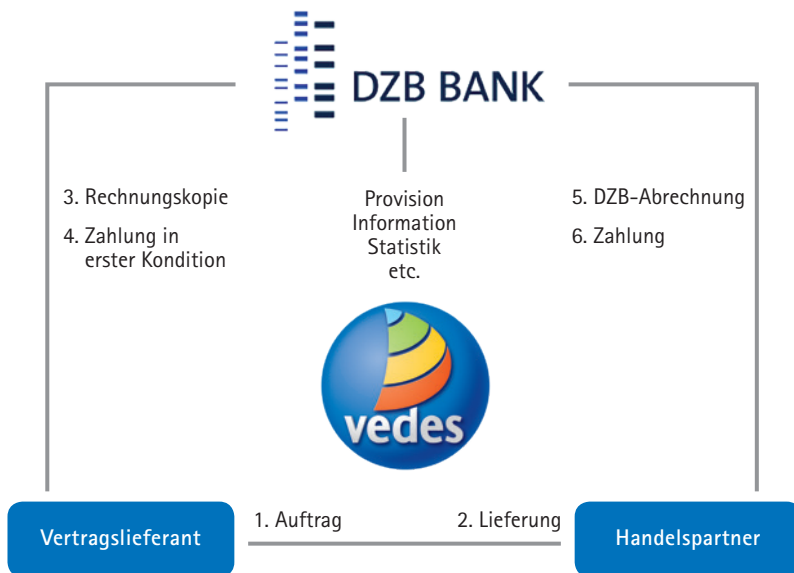 DZB BANK
3. Rechnungskopie
4. Zahlung in
erster Kondition
Provision
Information
Statistik
etc.
5. DZB-Abrechnung
6. Zahlung
vedes
Vertragslieferant
1. Auftrag
2. Lieferung
Handelspartner